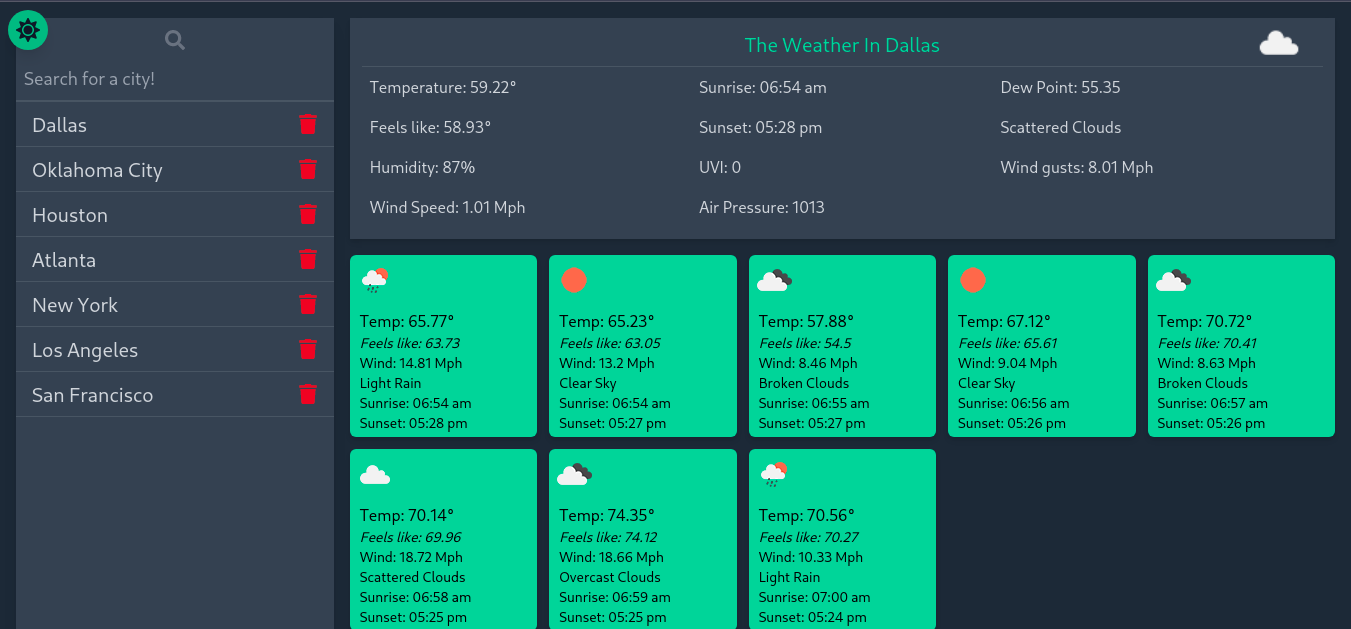 Search for a city!
Dallas
Oklahoma City
Houston
Atlanta
New York
Los Angeles
San Francisco
The Weather In Dallas
Temperature: 59.22°
Sunrise: 06:54 am
Dew Point: 55.35
Feels like: 58.93°
Sunset: 05:28 pm
Scattered Clouds
Humidity: 87%
UVI: 0
Wind gusts: 8.01 Mph
Wind Speed: 1.01 Mph
Air Pressure: 1013
Temp: 65.77°
Feels like: 63.73
Wind: 14.81 Mph
Light Rain
Sunrise: 06:54 am
Sunset: 05:28 pm
Temp: 65.23°
Feels like: 63.05
Wind: 13.2 Mph
Clear Sky
Sunrise: 06:54 am
Sunset: 05:27 pm
Temp: 57.88°
Feels like: 54.5
Wind: 8.46 Mph
Broken Clouds
Sunrise: 06:55 am
Sunset: 05:27 pm
Temp: 67.12°
Feels like: 65.61
Wind: 9.04 Mph
Clear Sky
Sunrise: 06:56 am
Sunset: 05:26 pm
Temp: 70.72°
Feels like: 70.41
Wind: 8.63 Mph
Broken Clouds
Sunrise: 06:57 am
Sunset: 05:26 pm
Temp: 70.14°
Feels like: 69.96
Wind: 18.72 Mph
Scattered Clouds
Sunrise: 06:58 am
Sunset: 05:25 pm
Temp: 74.35°
Feels like: 74.12
Wind: 18.66 Mph
Overcast Clouds
Sunrise: 06:59 am
Sunset: 05:25 pm
Temp: 70.56°
Feels like: 70.27
Wind: 10.33 Mph
Light Rain
Sunrise: 07:00 am
Sunset: 05:24 pm